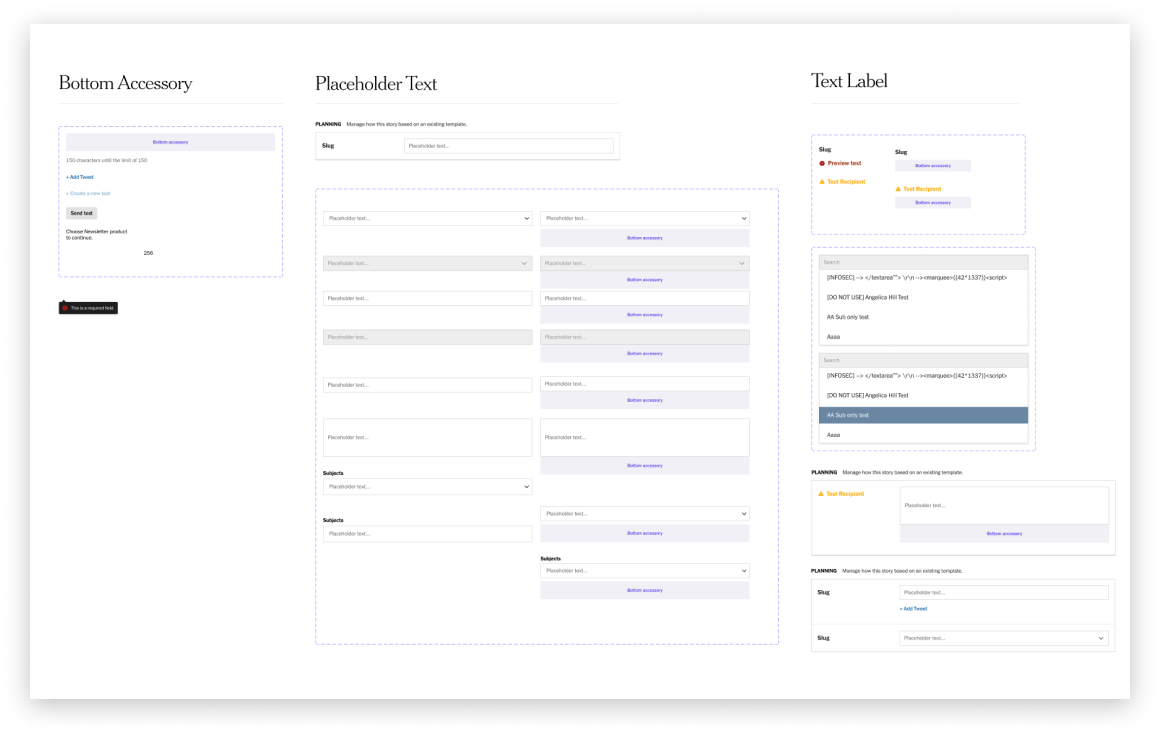 Bottom Accessory
Bottom accessory
150 characters until the limit of 150
+ Add Tweet
+ Create a new test
Send test
Choose Newsletter product
to continue.
256
This is a required field
Placeholder Text
PLANNING Manage how this story based on an existing template.
Slug Placeholder text...
Placeholder text... Placeholder text...
Bottom accessory
Placeholder text... Placeholder text...
Bottom accessory
Placeholder text... Placeholder text...
Bottom accessory
Placeholder text... Placeholder text...
Bottom accessory
Placeholder text... Placeholder text...
Bottom accessory
Placeholder text... Placeholder text...
Bottom accessory
Subjects
Placeholder text...
Placeholder text...
Subjects
Placeholder text... Bottom accessory
Subjects
Placeholder text...
Bottom accessory
Text Label
Slug
Preview text
Test Recipient
Slug
Bottom accessory
Test Recipient
Bottom accessory
Search
[INFOSEC] --> </textarea"'> \r\n --><marquee>{{42*1337}}<script>
[DO NOT USE] Angelica Hill Test
AA Sub only test
Aaaa
Search
[INFOSEC] --> </textarea"'> \r\n --><marquee>{{42*1337}}<script>
[DO NOT USE] Angelica Hill Test
AA Sub only test
Aaaa
PLANNING Manage how this story based on an existing template.
Test Recipient
Placeholder text...
Bottom accessory
PLANNING Manage how this story based on an existing template.
Slug Placeholder text...
+ Add Tweet
Slug Placeholder text...